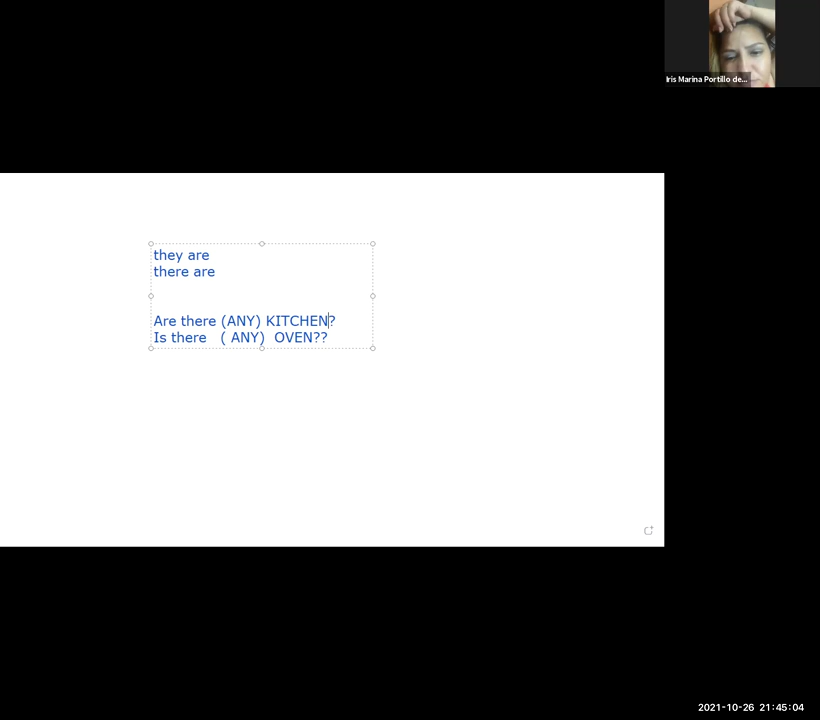 Iris Marina Portillo de...
they are
there are
Are there (ANY) KITCHEN?
Is there ( ANY) OVEN??
2021-10-26 21:45:04